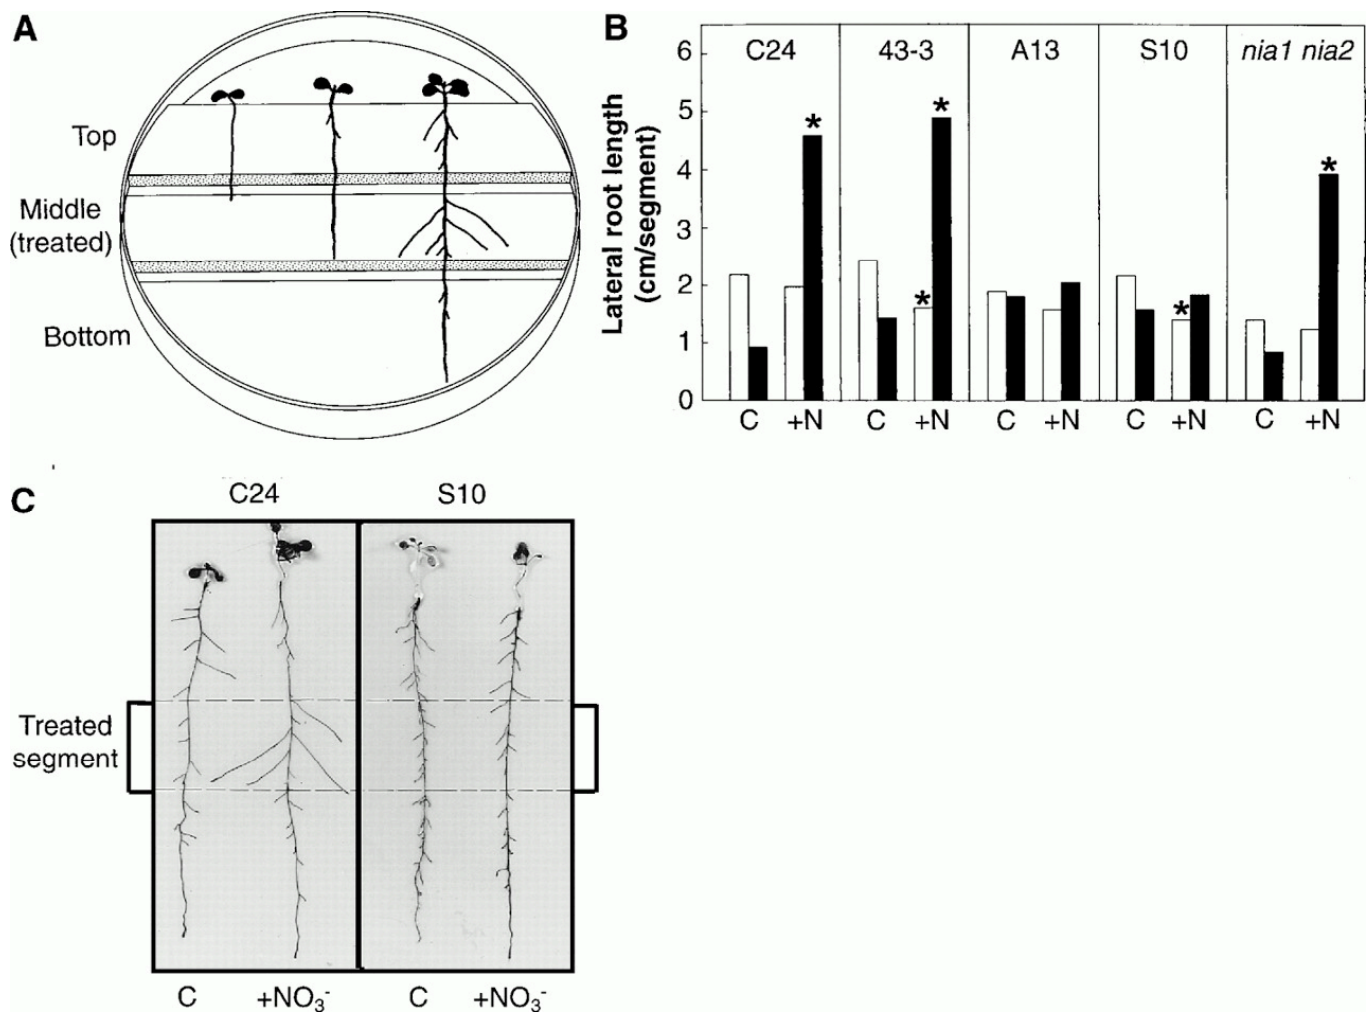 A
Top
Middle
(treated)
Bottom
B
Lateral root length
(cm/segment)
6
5
4
3
2
1
0
C24
43-3
A13
S10
nia1 nia2
*
*
*
*
*
C
+N
C
+N
C
+N
C
+N
C
+N
C
C24
S10
Treated
segment
C
+NO₃⁻
C
+NO₃⁻